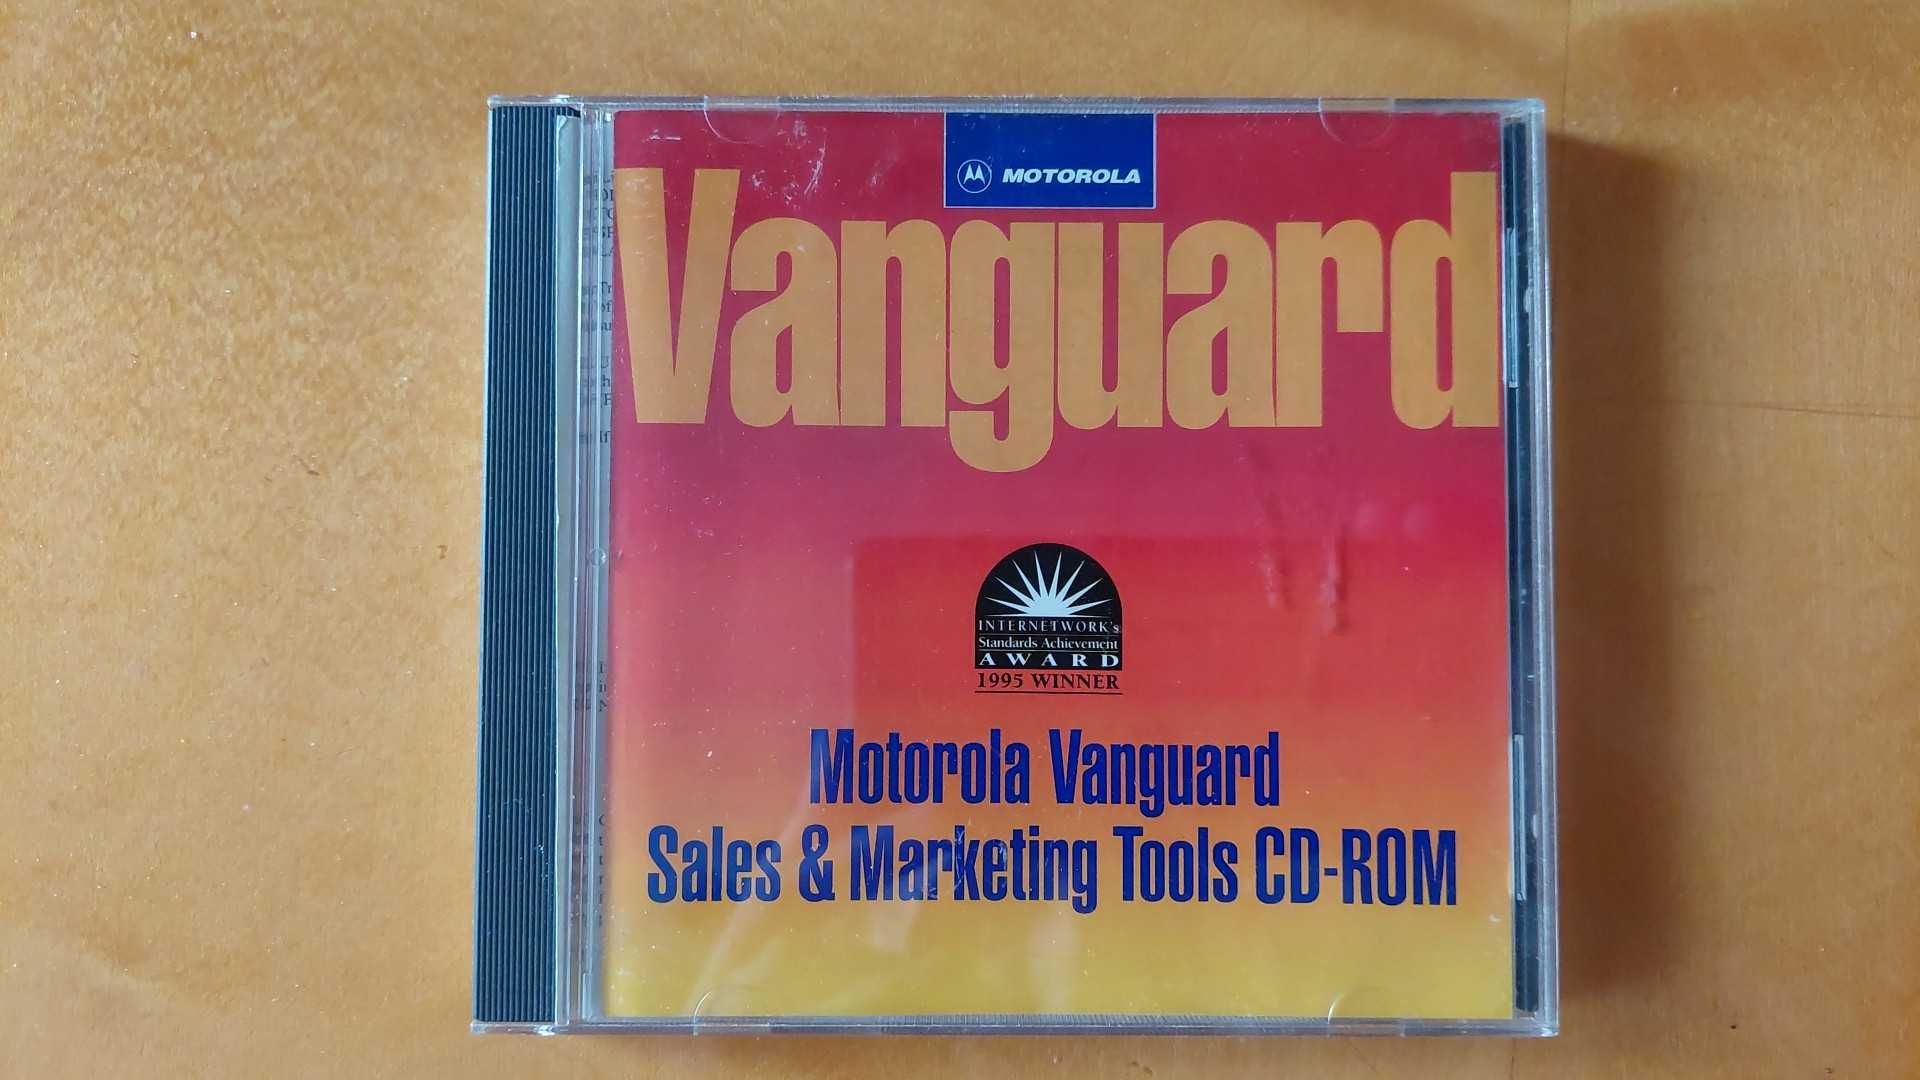 MOTOROLA
Vanguard
INTERNETWORK's
Standards Achievement
AWARD
1995 WINNER
Motorola Vanguard
Sales & Marketing Tools CD-ROM